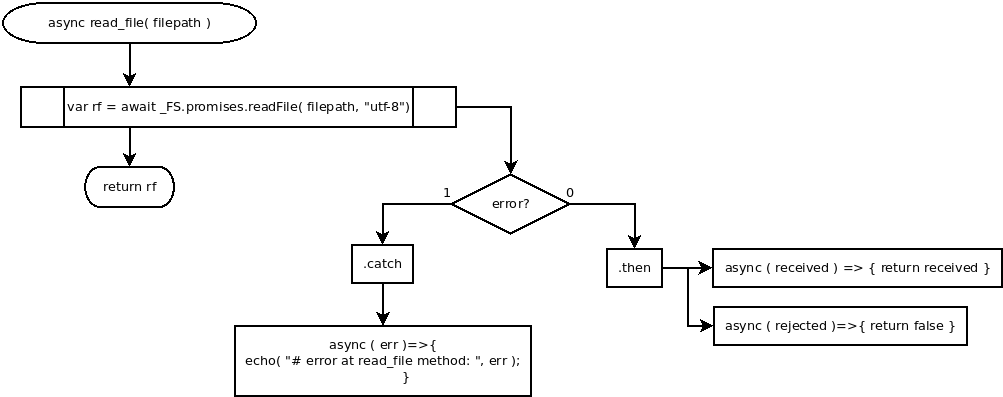 async read_file( filepath )
var rf = await _FS.promises.readFile( filepath, "utf-8")
return rf
1
error?
0
.catch
.then
async ( received ) => { return received }
async ( rejected )=>{ return false }
async ( err )=>{
echo( "# error at read_file method: ", err );
}